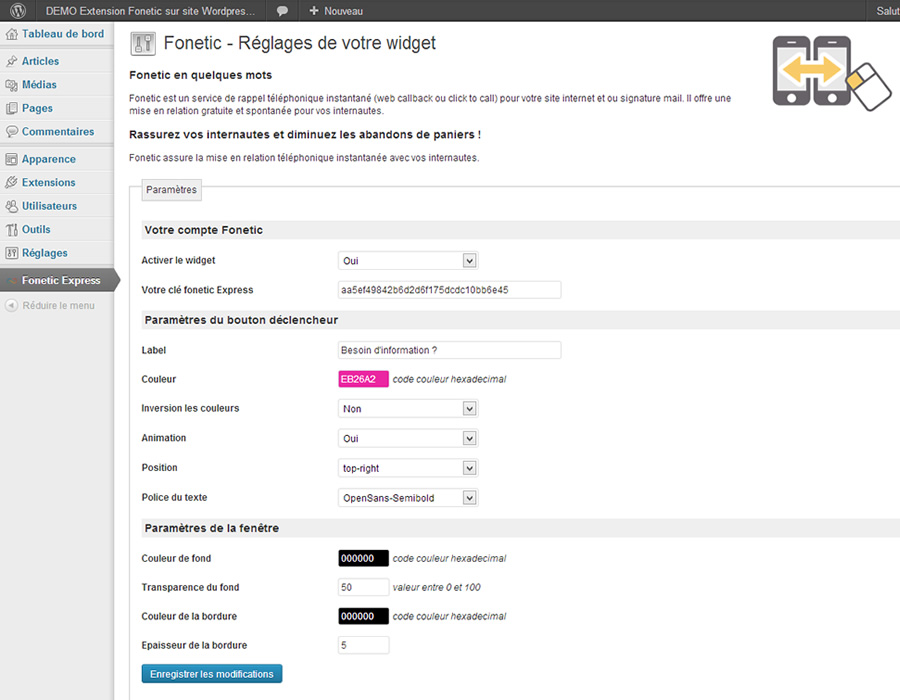 DEMO Extension Fonetic sur site Wordpres... + Nouveau Salut
Tableau de bord
Articles
Médias
Pages
Commentaires
Apparence
Extensions
Utilisateurs
Outils
Réglages
Fonetic Express
Réduire le menu
Fonetic - Réglages de votre widget
Fonetic en quelques mots
Fonetic est un service de rappel téléphonique instantané (web callback ou click to call) pour votre site internet et ou signature mail. Il offre une
mise en relation gratuite et spontanée pour vos internautes.
Rassurez vos internautes et diminuez les abandons de paniers !
Fonetic assure la mise en relation téléphonique instantanée avec vos internautes.
Paramètres
Votre compte Fonetic
Activer le widget Oui
Votre clé fonetic Express aa5ef49842b6d2d6f175dcdc10bb6e45
Paramètres du bouton déclencheur
Label Besoin d'information ?
Couleur EB26A2 code couleur hexadecimal
Inversion les couleurs Non
Animation Oui
Position top-right
Police du texte OpenSans-Semibold
Paramètres de la fenêtre
Couleur de fond 000000 code couleur hexadecimal
Transparence du fond 50 valeur entre 0 et 100
Couleur de la bordure 000000 code couleur hexadecimal
Epaisseur de la bordure 5
Enregistrer les modifications